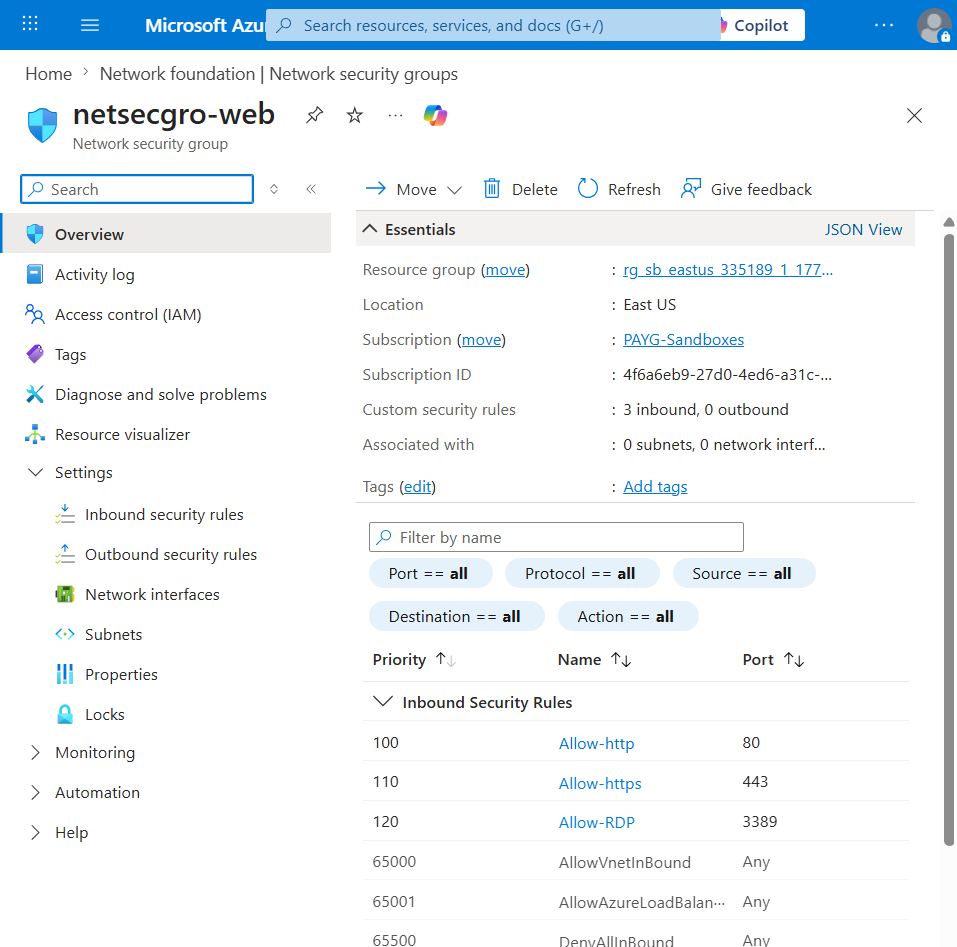 Microsoft Azu
Search resources, services, and docs (G+/)
Copilot
Home > Network foundation | Network security groups
netsecgro-web
Network security group
Search
Move
Delete
Refresh
Give feedback
Overview
Activity log
Access control (IAM)
Tags
Diagnose and solve problems
Resource visualizer
Settings
Inbound security rules
Outbound security rules
Network interfaces
Subnets
Properties
Locks
Monitoring
Automation
Help
Essentials
JSON View
Resource group (move) : rg_sb_eastus_335189_1_177...
Location : East US
Subscription (move) : PAYG-Sandboxes
Subscription ID : 4f6a6eb9-27d0-4ed6-a31c-...
Custom security rules : 3 inbound, 0 outbound
Associated with : 0 subnets, 0 network interf...
Tags (edit) : Add tags
Filter by name
Port == all Protocol == all Source == all
Destination == all Action == all
Priority Name Port
Inbound Security Rules
100 Allow-http 80
110 Allow-https 443
120 Allow-RDP 3389
65000 AllowVnetInBound Any
65001 AllowAzureLoadBalan... Any
65500 DenyAllInBound Any